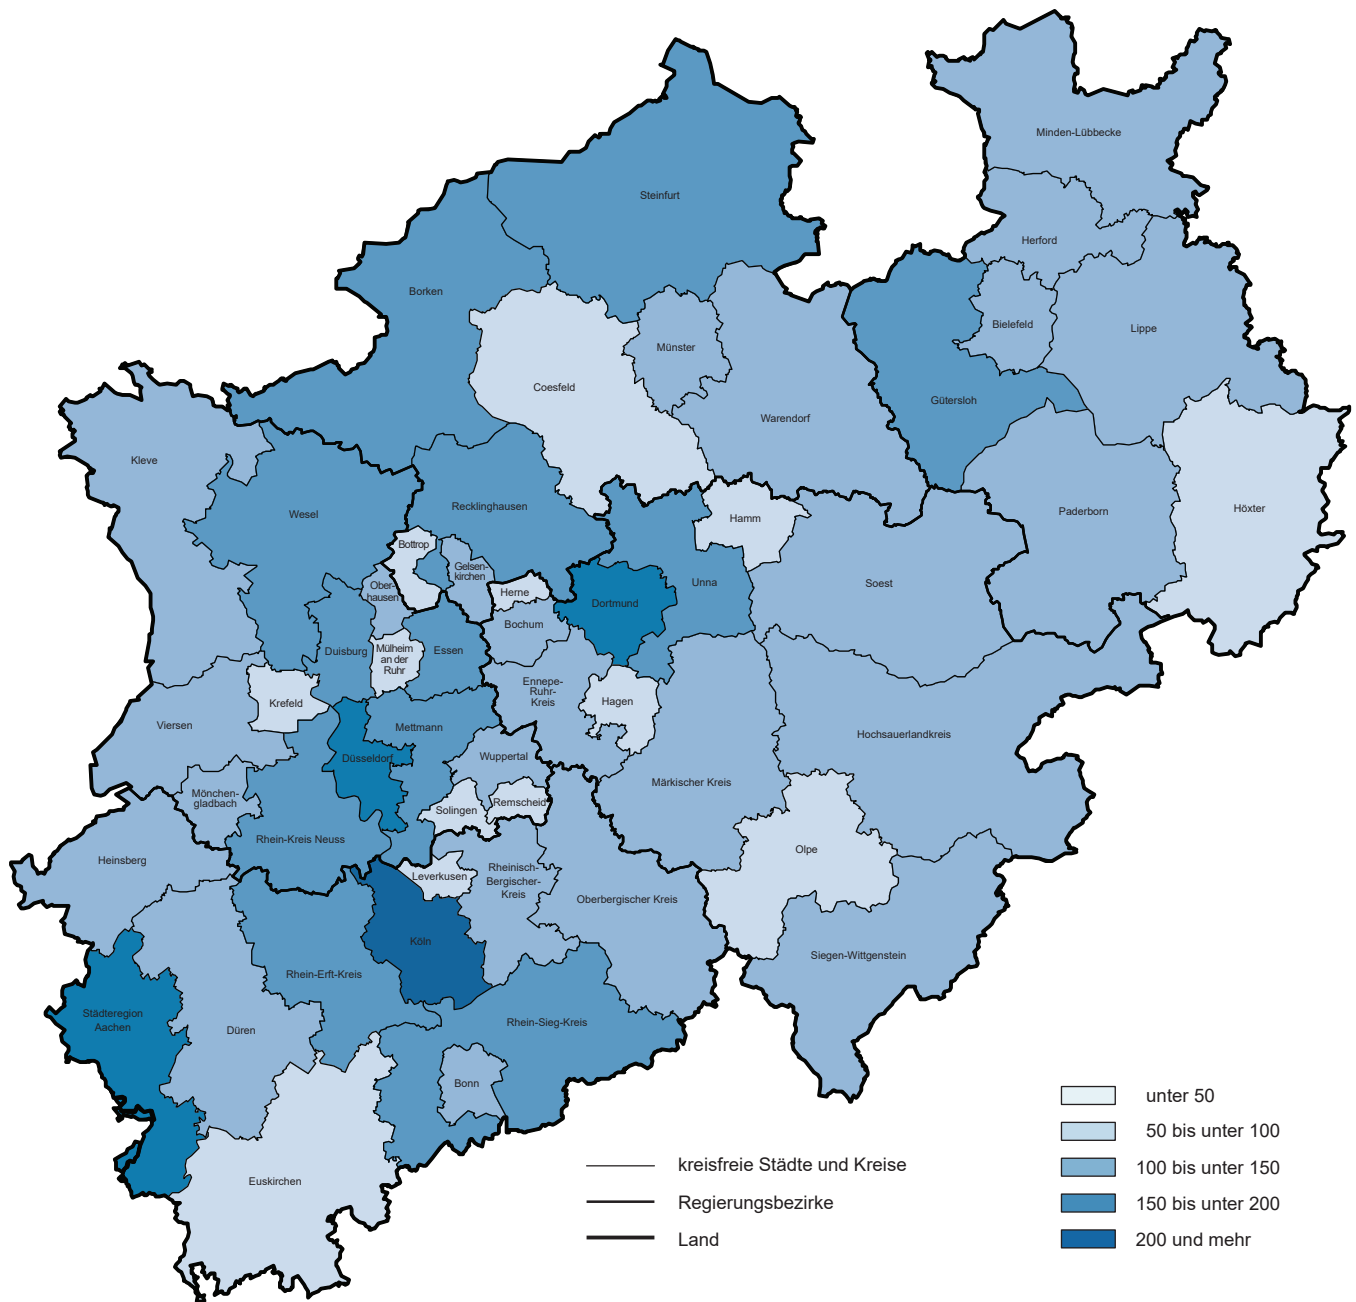 Minden-Lübbecke
Steinfurt
Herford
Borken
Bielefeld
Lippe
Münster
Coesfeld
Gütersloh
Warendorf
Kleve
Recklinghausen
Wesel
Hamm
Paderborn
Höxter
Bottrop
Gelsen-
kirchen
Ober-
hausen
Herne
Dortmund
Unna
Soest
Bochum
Duisburg
Mülheim
an der
Ruhr
Essen
Ennepe-
Ruhr-
Kreis
Hagen
Krefeld
Viersen
Mettmann
Hochsauerlandkreis
Düsseldorf
Wuppertal
Märkischer Kreis
Mönchen-
gladbach
Solingen
Remscheid
Rhein-Kreis Neuss
Olpe
Heinsberg
Leverkusen
Rheinisch-
Bergischer-
Kreis
Oberbergischer Kreis
Köln
Siegen-Wittgenstein
Rhein-Erft-Kreis
Städteregion
Aachen
Düren
Rhein-Sieg-Kreis
Bonn
Euskirchen
kreisfreie Städte und Kreise
Regierungsbezirke
Land
unter 50
50 bis unter 100
100 bis unter 150
150 bis unter 200
200 und mehr